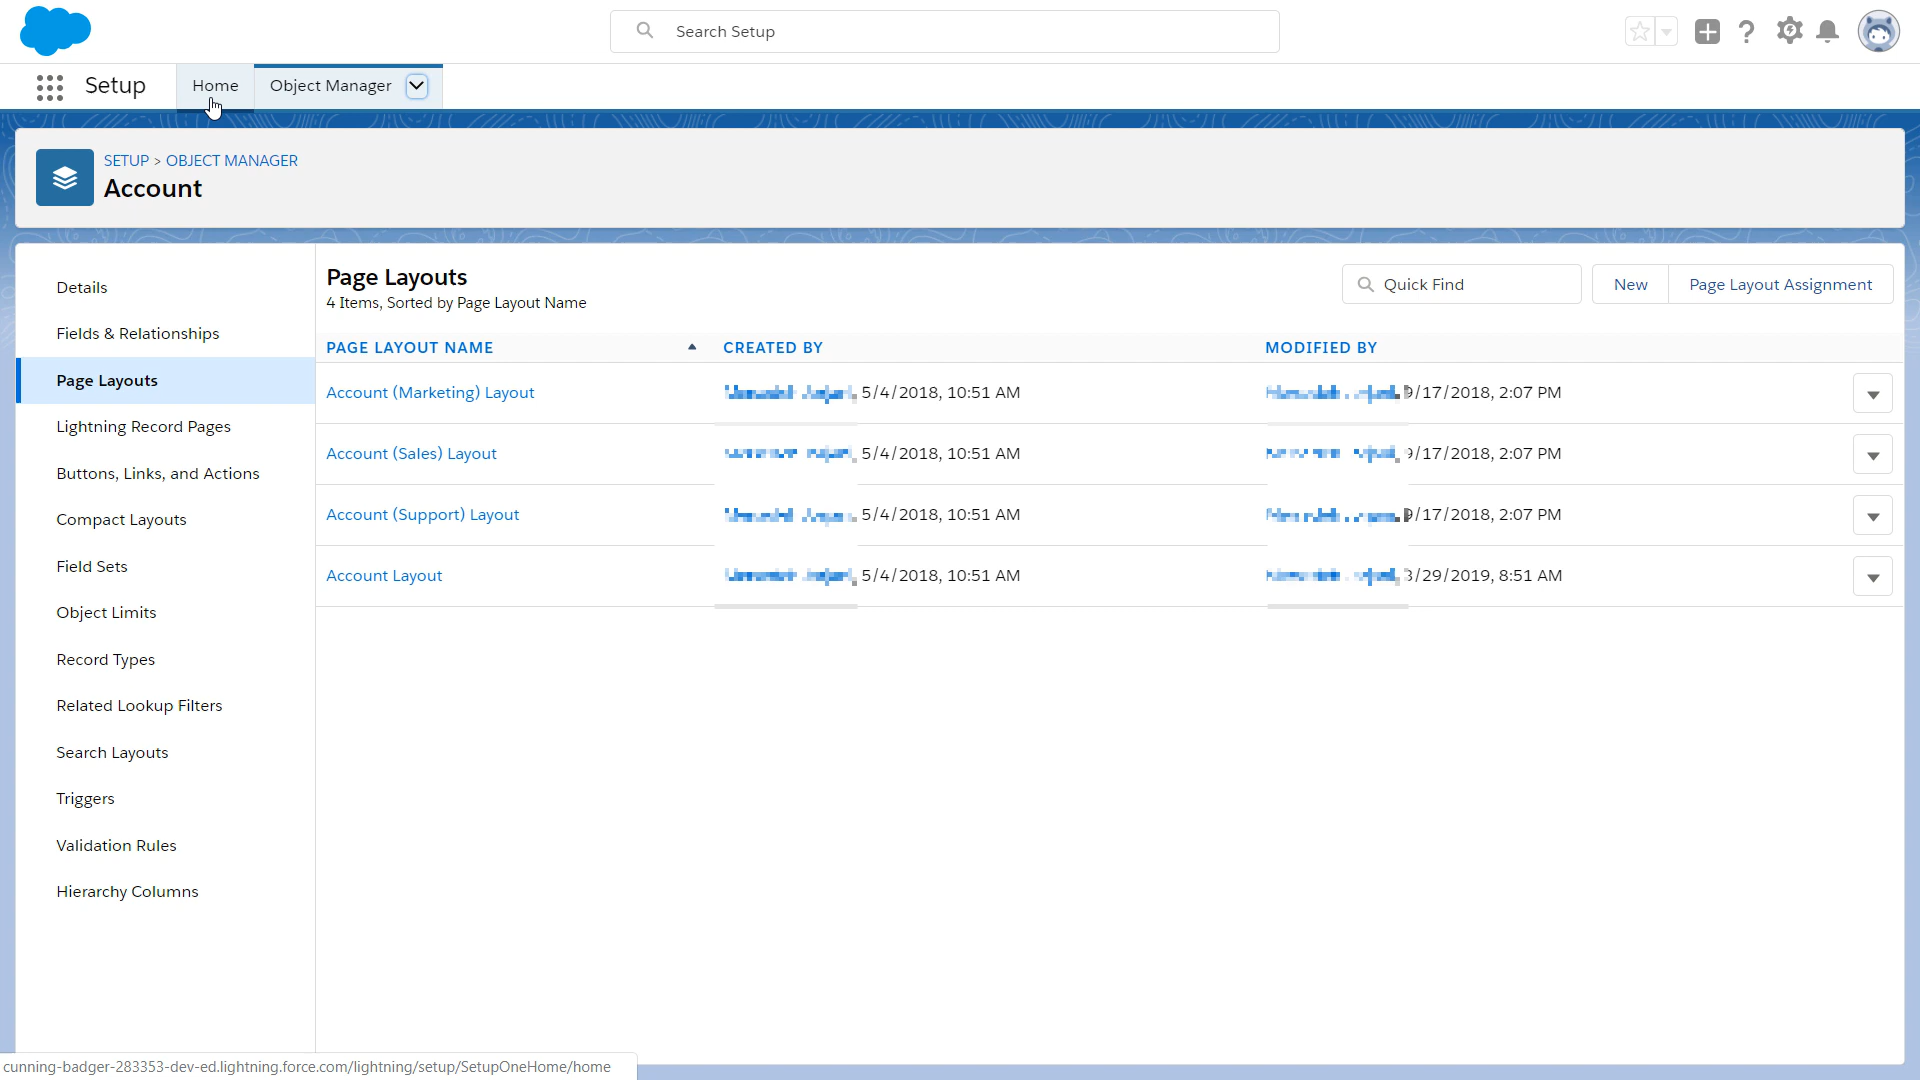 Search Setup
Setup
Home
Object Manager
SETUP > OBJECT MANAGER
Account
Details
Fields & Relationships
Page Layouts
Lightning Record Pages
Buttons, Links, and Actions
Compact Layouts
Field Sets
Object Limits
Record Types
Related Lookup Filters
Search Layouts
Triggers
Validation Rules
Hierarchy Columns
Page Layouts
4 Items, Sorted by Page Layout Name
Quick Find
New
Page Layout Assignment
PAGE LAYOUT NAME CREATED BY MODIFIED BY
Account (Marketing) Layout 5/4/2018, 10:51 AM 9/17/2018, 2:07 PM
Account (Sales) Layout 5/4/2018, 10:51 AM 9/17/2018, 2:07 PM
Account (Support) Layout 5/4/2018, 10:51 AM 9/17/2018, 2:07 PM
Account Layout 5/4/2018, 10:51 AM 3/29/2019, 8:51 AM
cunning-badger-283353-dev-ed.lightning.force.com/lightning/setup/SetupOneHome/home